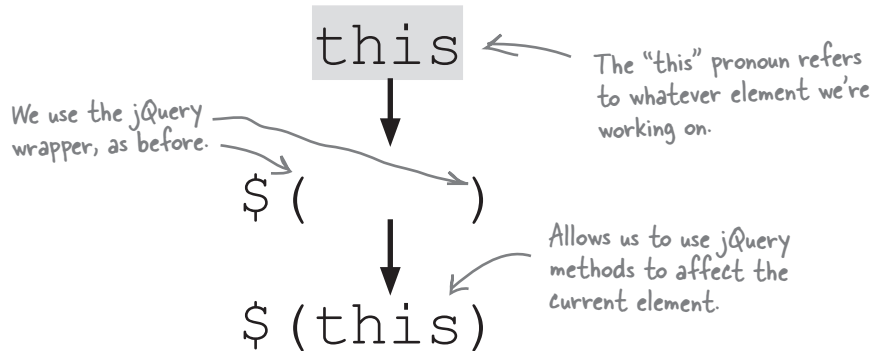 this
The “this” pronoun refers
to whatever element we’re
working on.
We use the jQuery
wrapper, as before.
$( )
Allows us to use jQuery
methods to affect the
current element.
$(this)